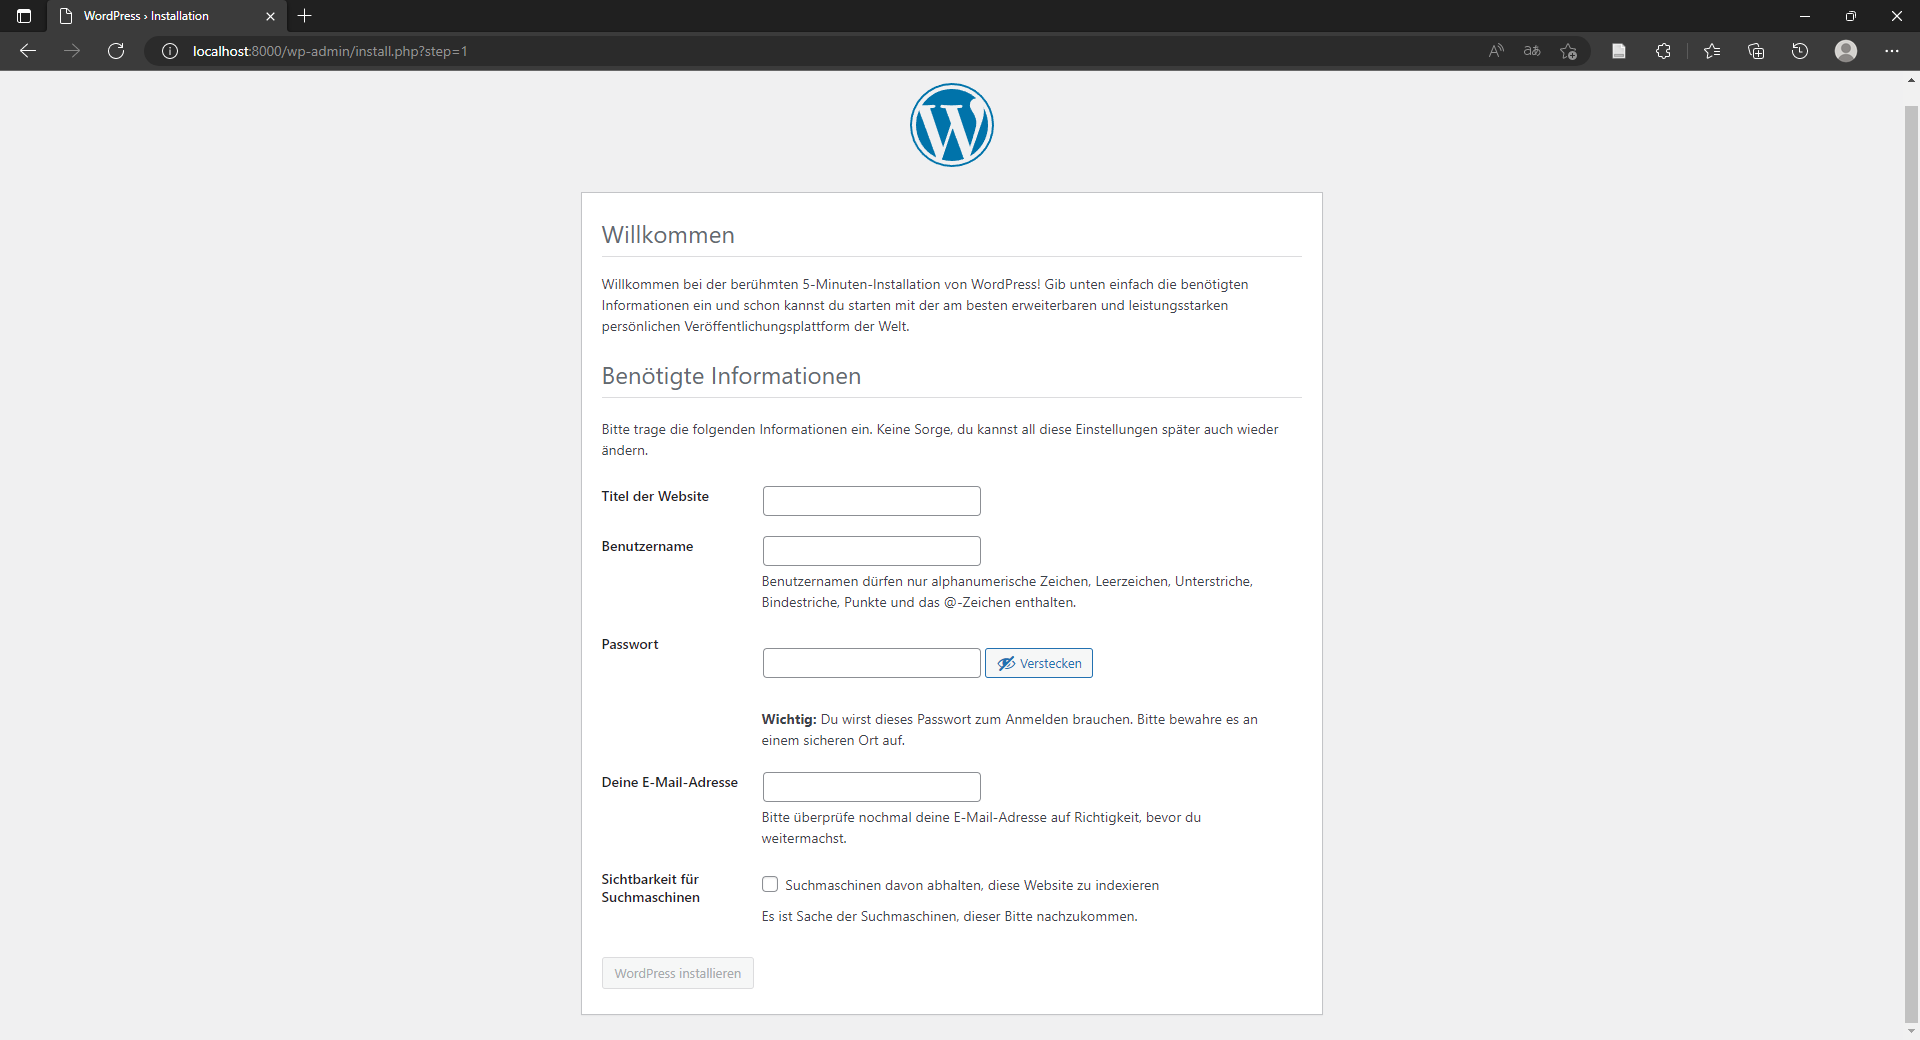 WordPress › Installation
localhost:8000/wp-admin/install.php?step=1
Willkommen
Willkommen bei der berühmten 5-Minuten-Installation von WordPress! Gib unten einfach die benötigten
Informationen ein und schon kannst du starten mit der am besten erweiterbaren und leistungsstarken
persönlichen Veröffentlichungsplattform der Welt.
Benötigte Informationen
Bitte trage die folgenden Informationen ein. Keine Sorge, du kannst all diese Einstellungen später auch wieder
ändern.
Titel der Website
Benutzername
Benutzernamen dürfen nur alphanumerische Zeichen, Leerzeichen, Unterstriche,
Bindestriche, Punkte und das @-Zeichen enthalten.
Passwort
Verstecken
Wichtig: Du wirst dieses Passwort zum Anmelden brauchen. Bitte bewahre es an
einem sicheren Ort auf.
Deine E-Mail-Adresse
Bitte überprüfe nochmal deine E-Mail-Adresse auf Richtigkeit, bevor du
weitermachst.
Sichtbarkeit für
Suchmaschinen
Suchmaschinen davon abhalten, diese Website zu indexieren
Es ist Sache der Suchmaschinen, dieser Bitte nachzukommen.
WordPress installieren